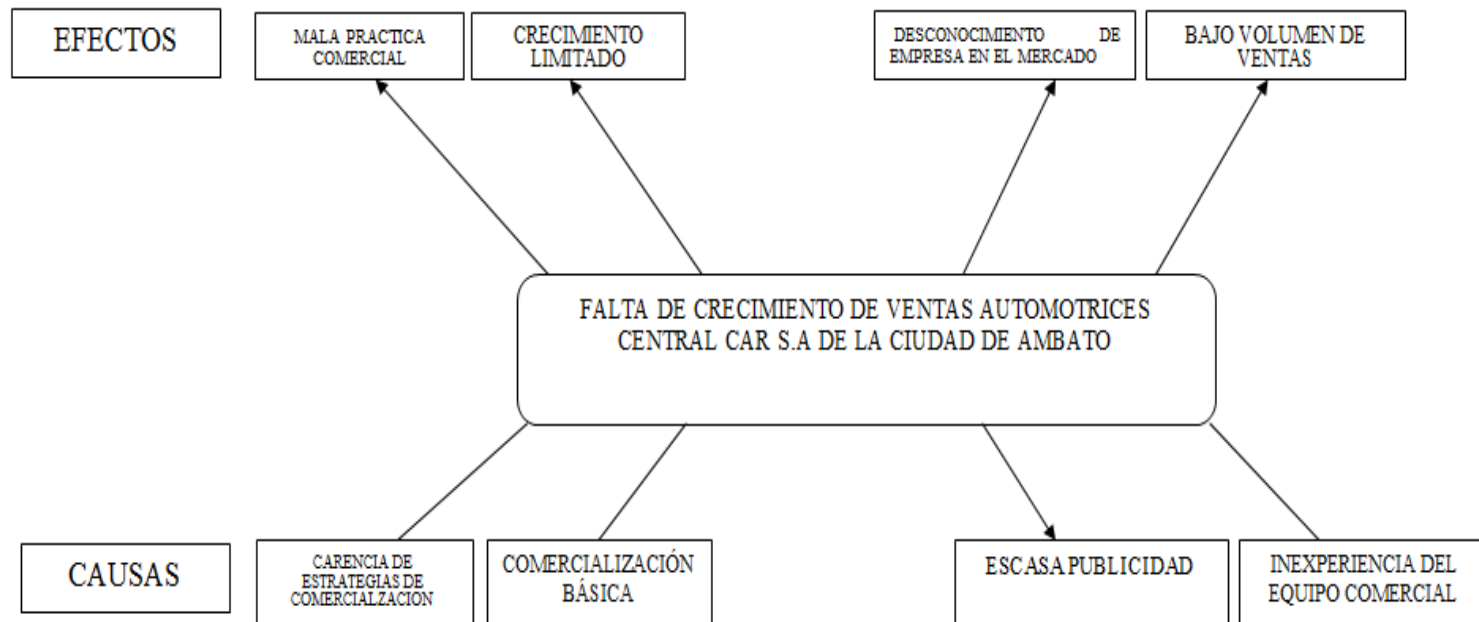 EFECTOS
MALA PRACTICA
COMERCIAL
CRECIMIENTO
LIMITADO
DESCONOCIMIENTO DE
EMPRESA EN EL MERCADO
BAJO VOLUMEN DE
VENTAS
FALTA DE CRECIMIENTO DE VENTAS AUTOMOTRICES
CENTRAL CAR S.A DE LA CIUDAD DE AMBATO
CAUSAS
CARENCIA DE
ESTRATEGIAS DE
COMERCIALZACION
COMERCIALIZACIÓN
BÁSICA
ESCASA PUBLICIDAD
INEXPERIENCIA DEL
EQUIPO COMERCIAL